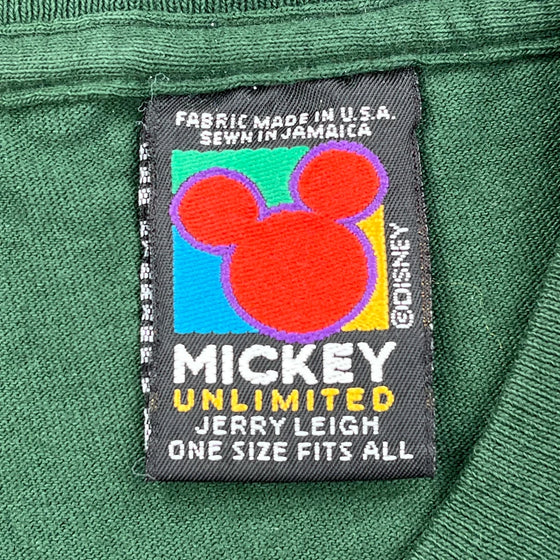 FABRIC MADE IN U.S.A.
SEWN IN JAMAICA
©DISNEY
MICKEY
UNLIMITED
JERRY LEIGH
ONE SIZE FITS ALL